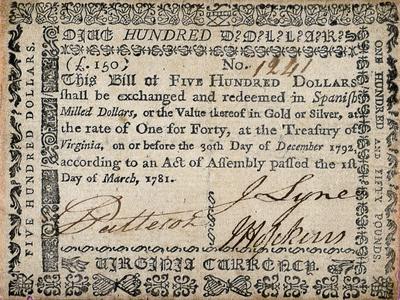 FIVE HUNDRED DOLLARS
(£.150) No. 1241
This Bill of FIVE HUNDRED DOLLARS
shall be exchanged and redeemed in Spanish
Milled Dollars, or the Value thereof in Gold or Silver, at
the rate of One for Forty, at the Treasury of
Virginia, on or before the 30th Day of December 1792
according to an Act of Assembly passed the 1st
Day of March, 1781.
J Lyne
J Hopkins
VIRGINIA CURRENCY.
FIVE HUNDRED DOLLARS.
ONE HUNDRED AND FIFTY POUNDS.